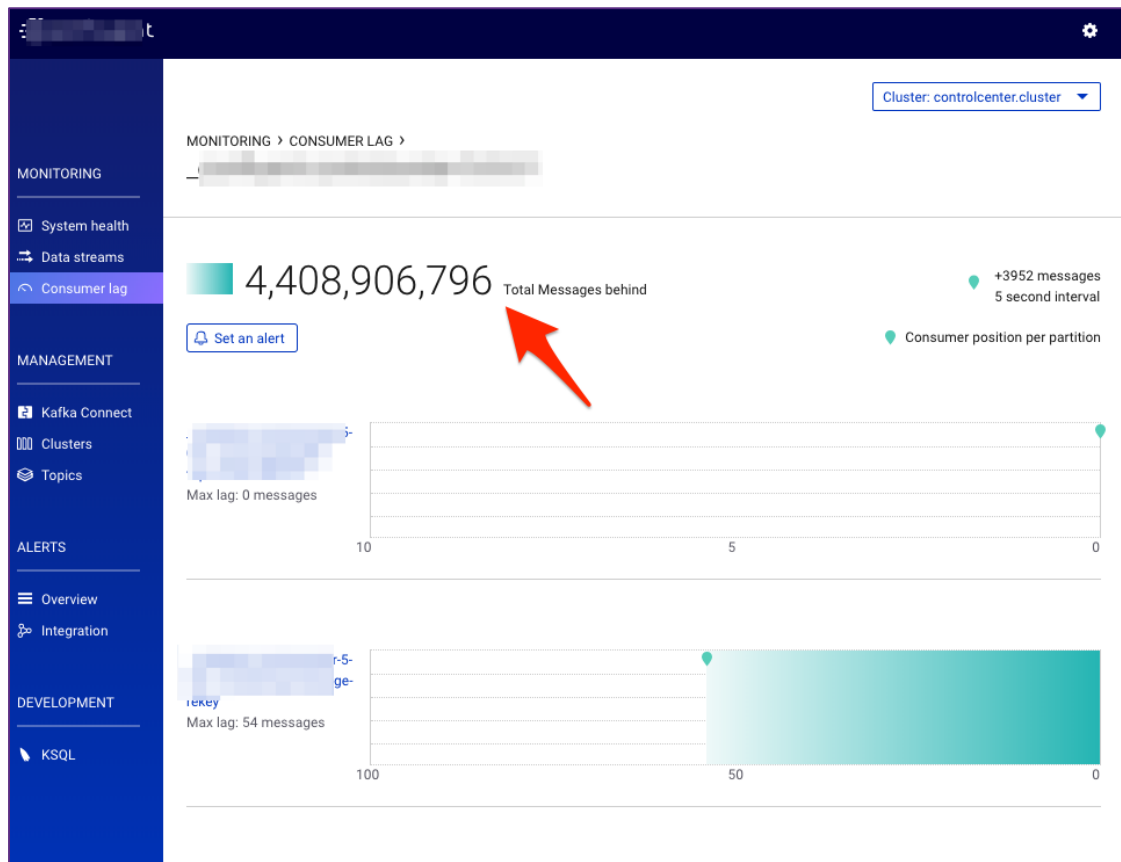 Cluster: controlcenter.cluster
MONITORING > CONSUMER LAG >
MONITORING
System health
Data streams
Consumer lag
MANAGEMENT
Kafka Connect
Clusters
Topics
ALERTS
Overview
Integration
DEVELOPMENT
KSQL
4,408,906,796 Total Messages behind
+3952 messages
5 second interval
Set an alert
Consumer position per partition
Max lag: 0 messages
10 5 0
r-5-
ge-
rekey
Max lag: 54 messages
100 50 0